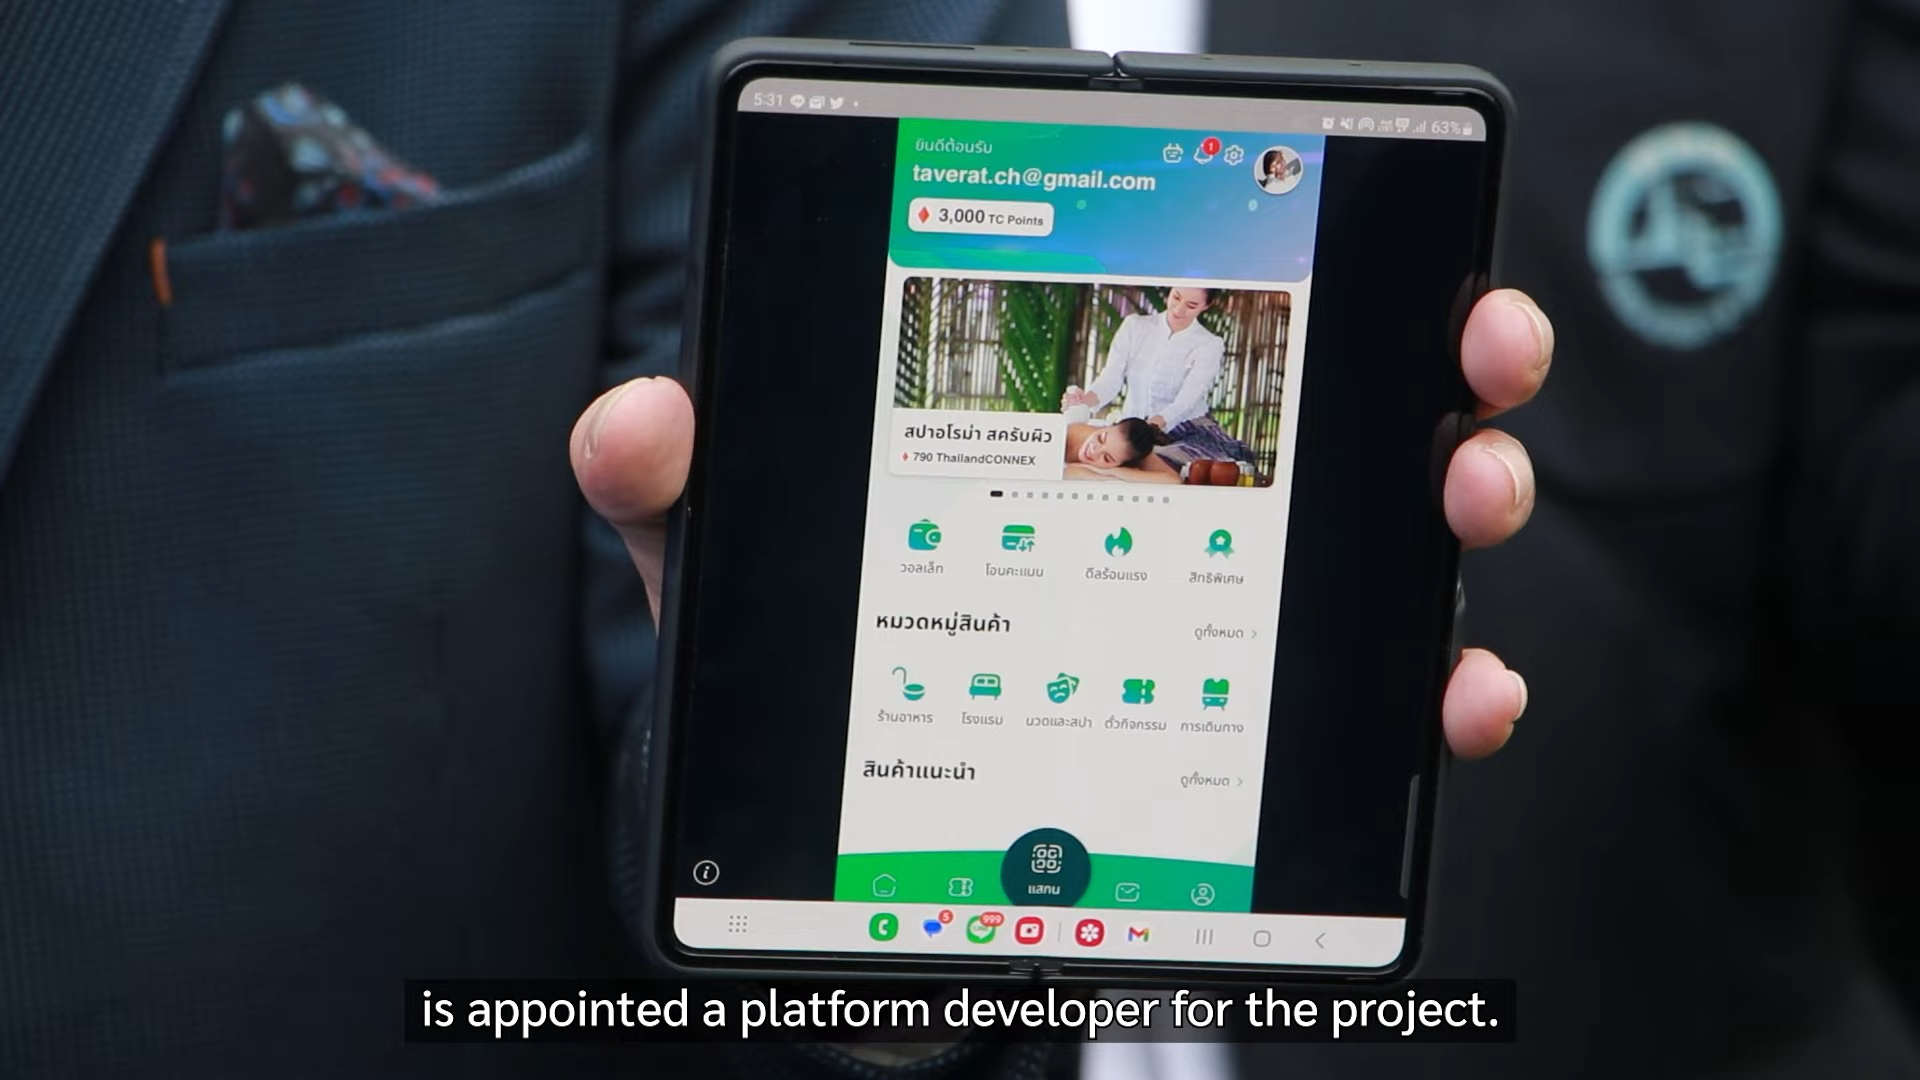 5:31
63%
ยินดีต้อนรับ
1
taverat.ch@gmail.com
3,000 TC Points
สปาอโรม่า สครับผิว
790 ThailandCONNEX
วอลเล็ท
โอนคะแนน
ดีลร้อนแรง
สิทธิพิเศษ
หมวดหมู่สินค้า
ดูทั้งหมด
ร้านอาหาร
โรงแรม
นวดและสปา
ตั๋วกิจกรรม
การเดินทาง
สินค้าแนะนำ
ดูทั้งหมด
แสกน
5
999
is appointed a platform developer for the project.